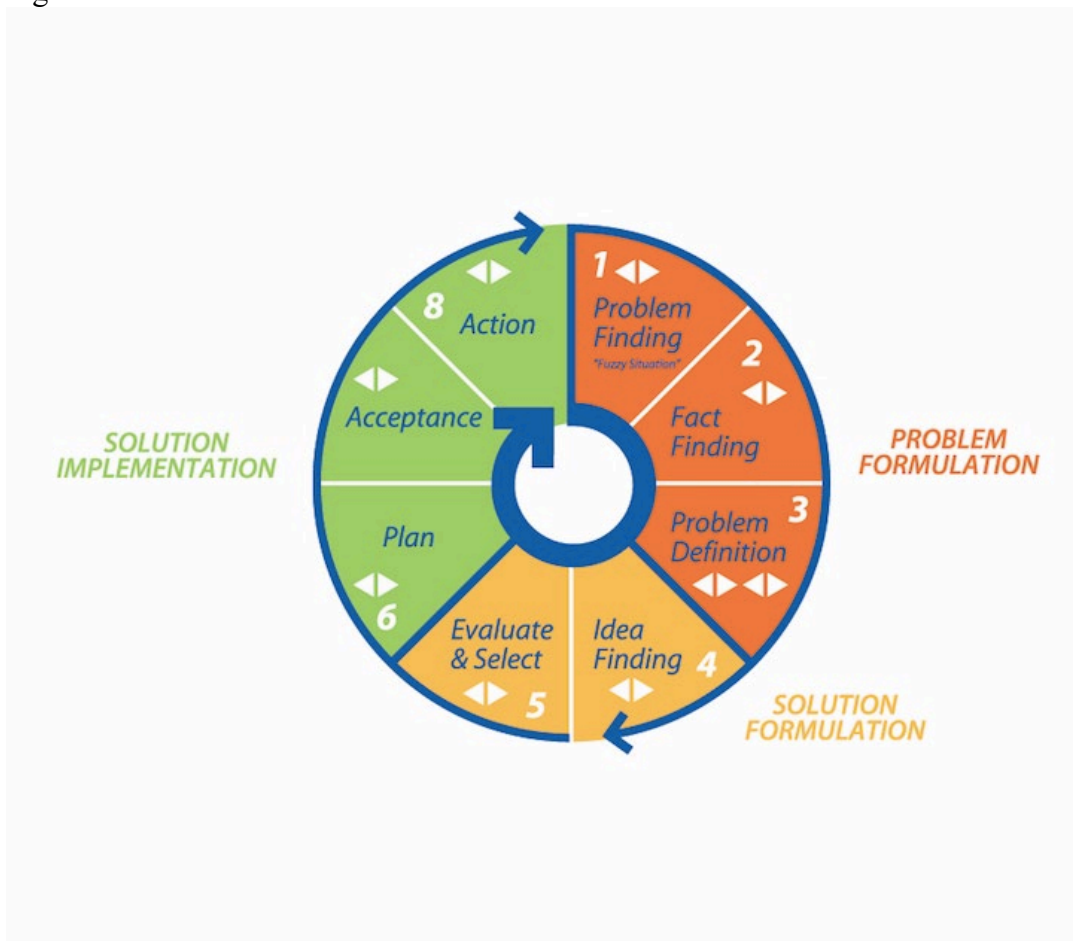 1
Problem
Finding
"Fuzzy Situation"
2
Fact
Finding
3
Problem
Definition
PROBLEM
FORMULATION
Idea
Finding
4
SOLUTION
FORMULATION
Evaluate
& Select
5
Plan
6
Acceptance
8
Action
SOLUTION
IMPLEMENTATION